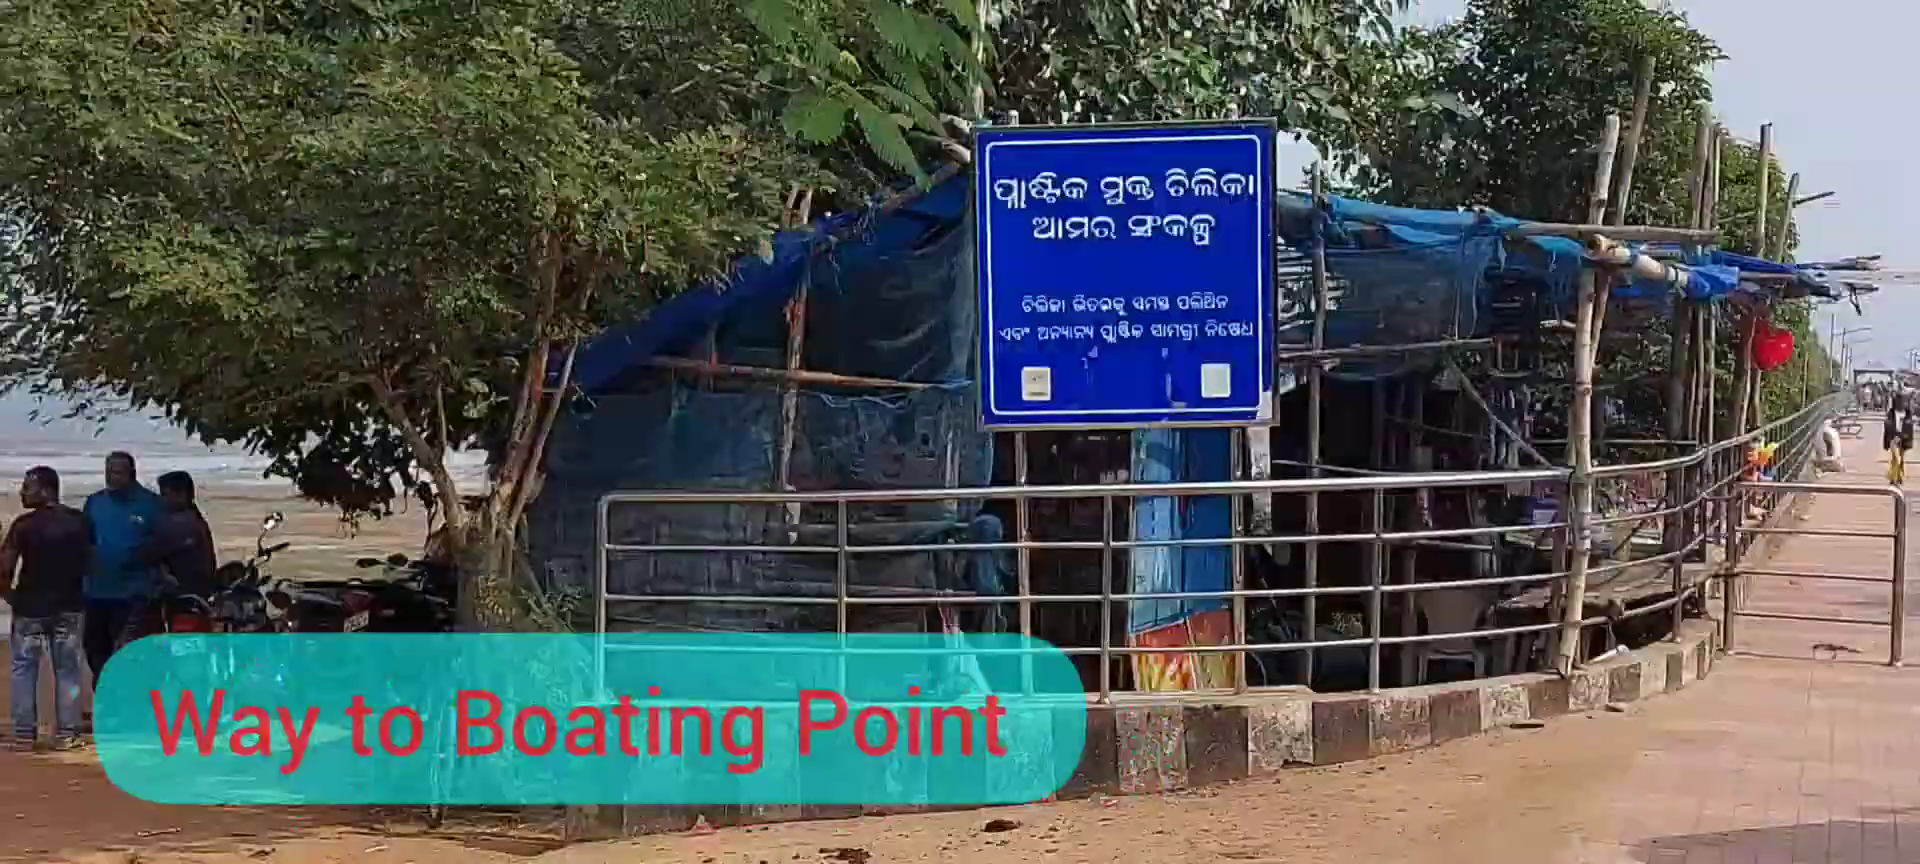 ପ୍ଲାଷ୍ଟିକ ମୁକ୍ତ ଚିଲିକା
ଆମର ସଂକଳ୍ପ
ଚିଲିକା ଭିତରକୁ ସମସ୍ତ ପଲିଥିନ
ଏବଂ ଅନ୍ୟାନ୍ୟ ପ୍ଲାଷ୍ଟିକ ସାମଗ୍ରୀ ନିଷେଧ
Way to Boating Point